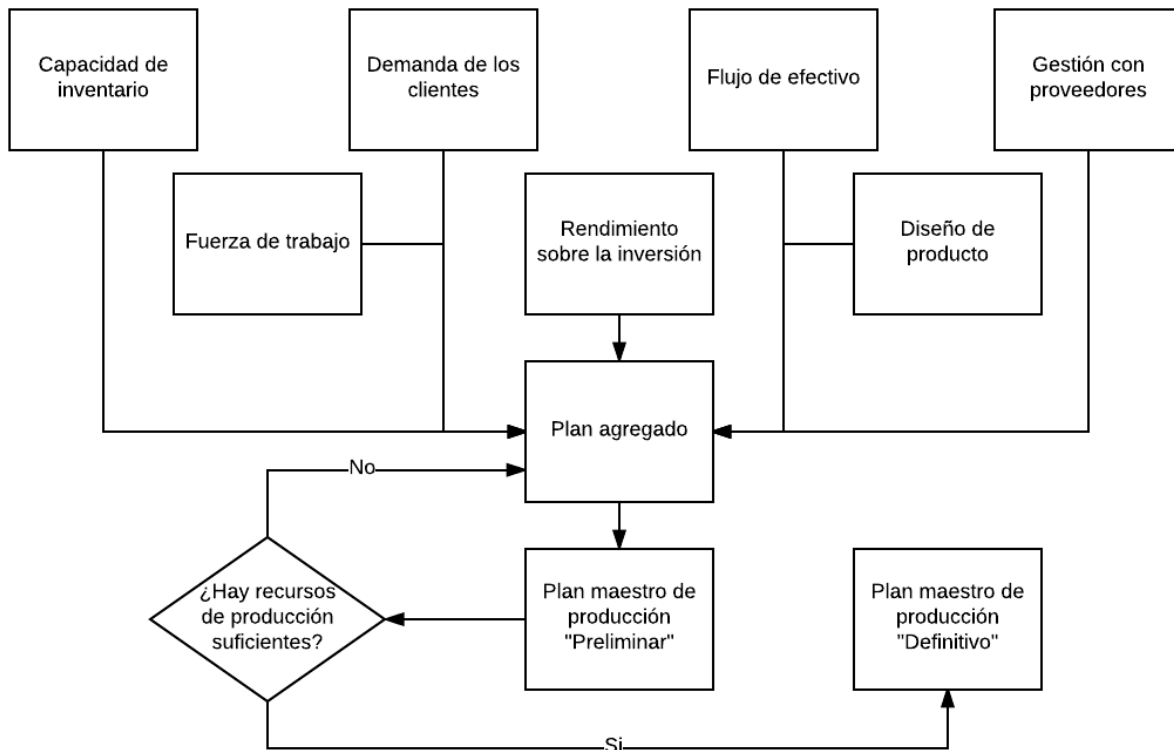 Capacidad de
inventario
Demanda de los
clientes
Flujo de efectivo
Gestión con
proveedores
Fuerza de trabajo
Rendimiento
sobre la inversión
Diseño de
producto
Plan agregado
No
¿Hay recursos
de producción
suficientes?
Plan maestro de
producción
"Preliminar"
Plan maestro de
producción
"Definitivo"
Si